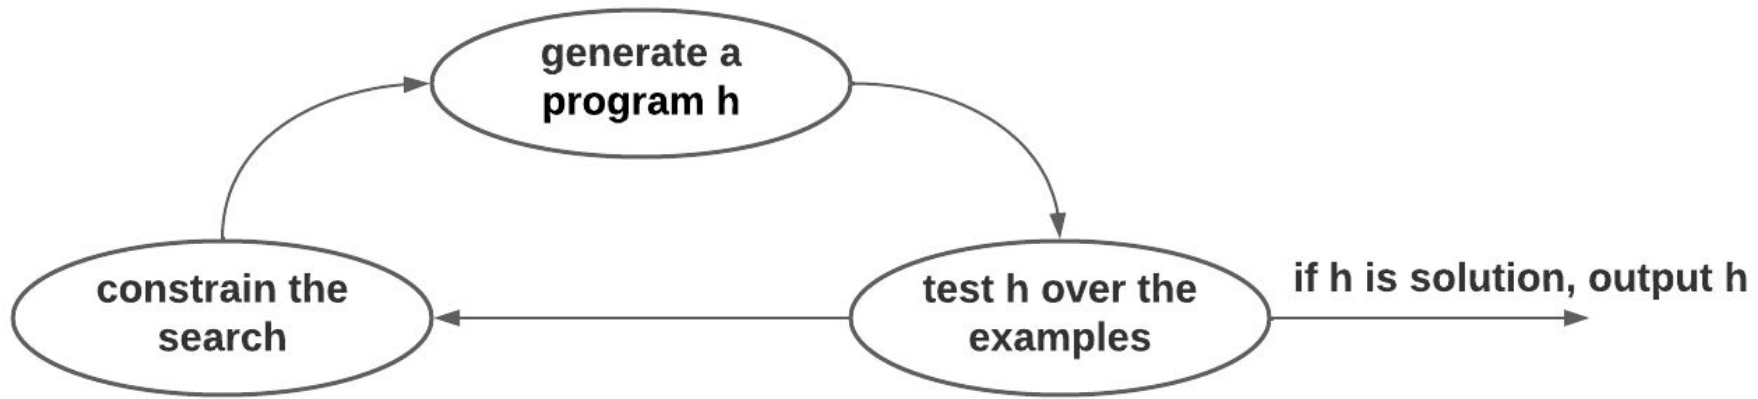 generate a
program h
constrain the
search
test h over the
examples
if h is solution, output h